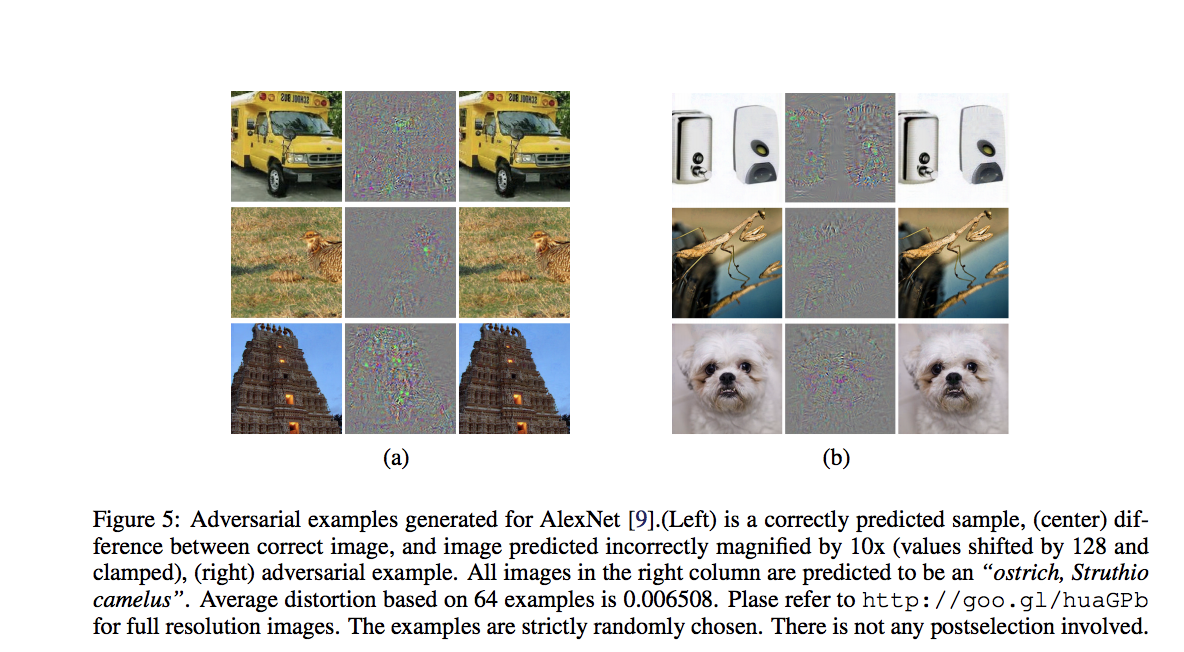 SCHOOL BUS
SCHOOL BUS
(a)
(b)
Figure 5: Adversarial examples generated for AlexNet [9].(Left) is a correctly predicted sample, (center) dif-
ference between correct image, and image predicted incorrectly magnified by 10x (values shifted by 128 and
clamped), (right) adversarial example. All images in the right column are predicted to be an “ostrich, Struthio
camelus”. Average distortion based on 64 examples is 0.006508. Plase refer to http://goo.gl/huaGPb
for full resolution images. The examples are strictly randomly chosen. There is not any postselection involved.